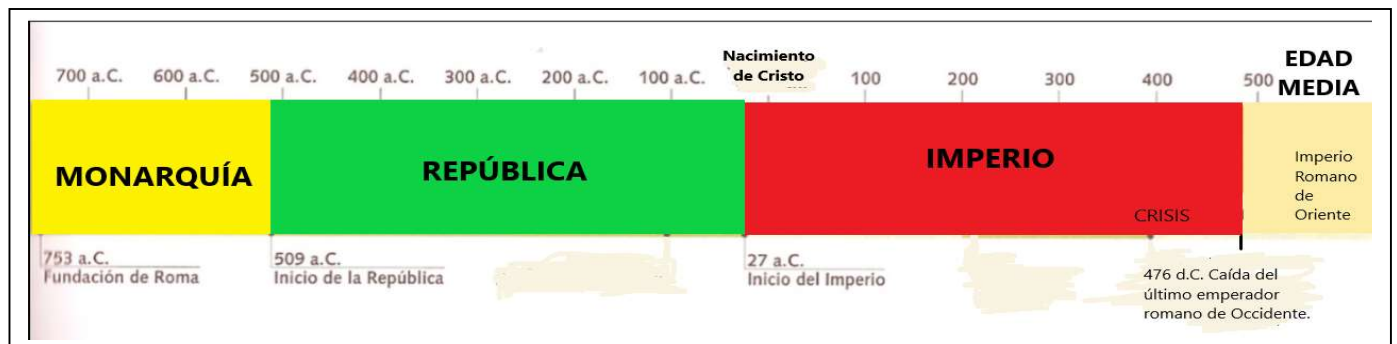 Nacimiento
de Cristo
EDAD
MEDIA
700 a.C. 600 a.C. 500 a.C. 400 a.C. 300 a.C. 200 a.C. 100 a.C. 100 200 300 400 500
MONARQUÍA
REPÚBLICA
IMPERIO
CRISIS
Imperio
Romano
de
Oriente
753 a.C.
Fundación de Roma
509 a.C.
Inicio de la República
27 a.C.
Inicio del Imperio
476 d.C. Caída del
último emperador
romano de Occidente.